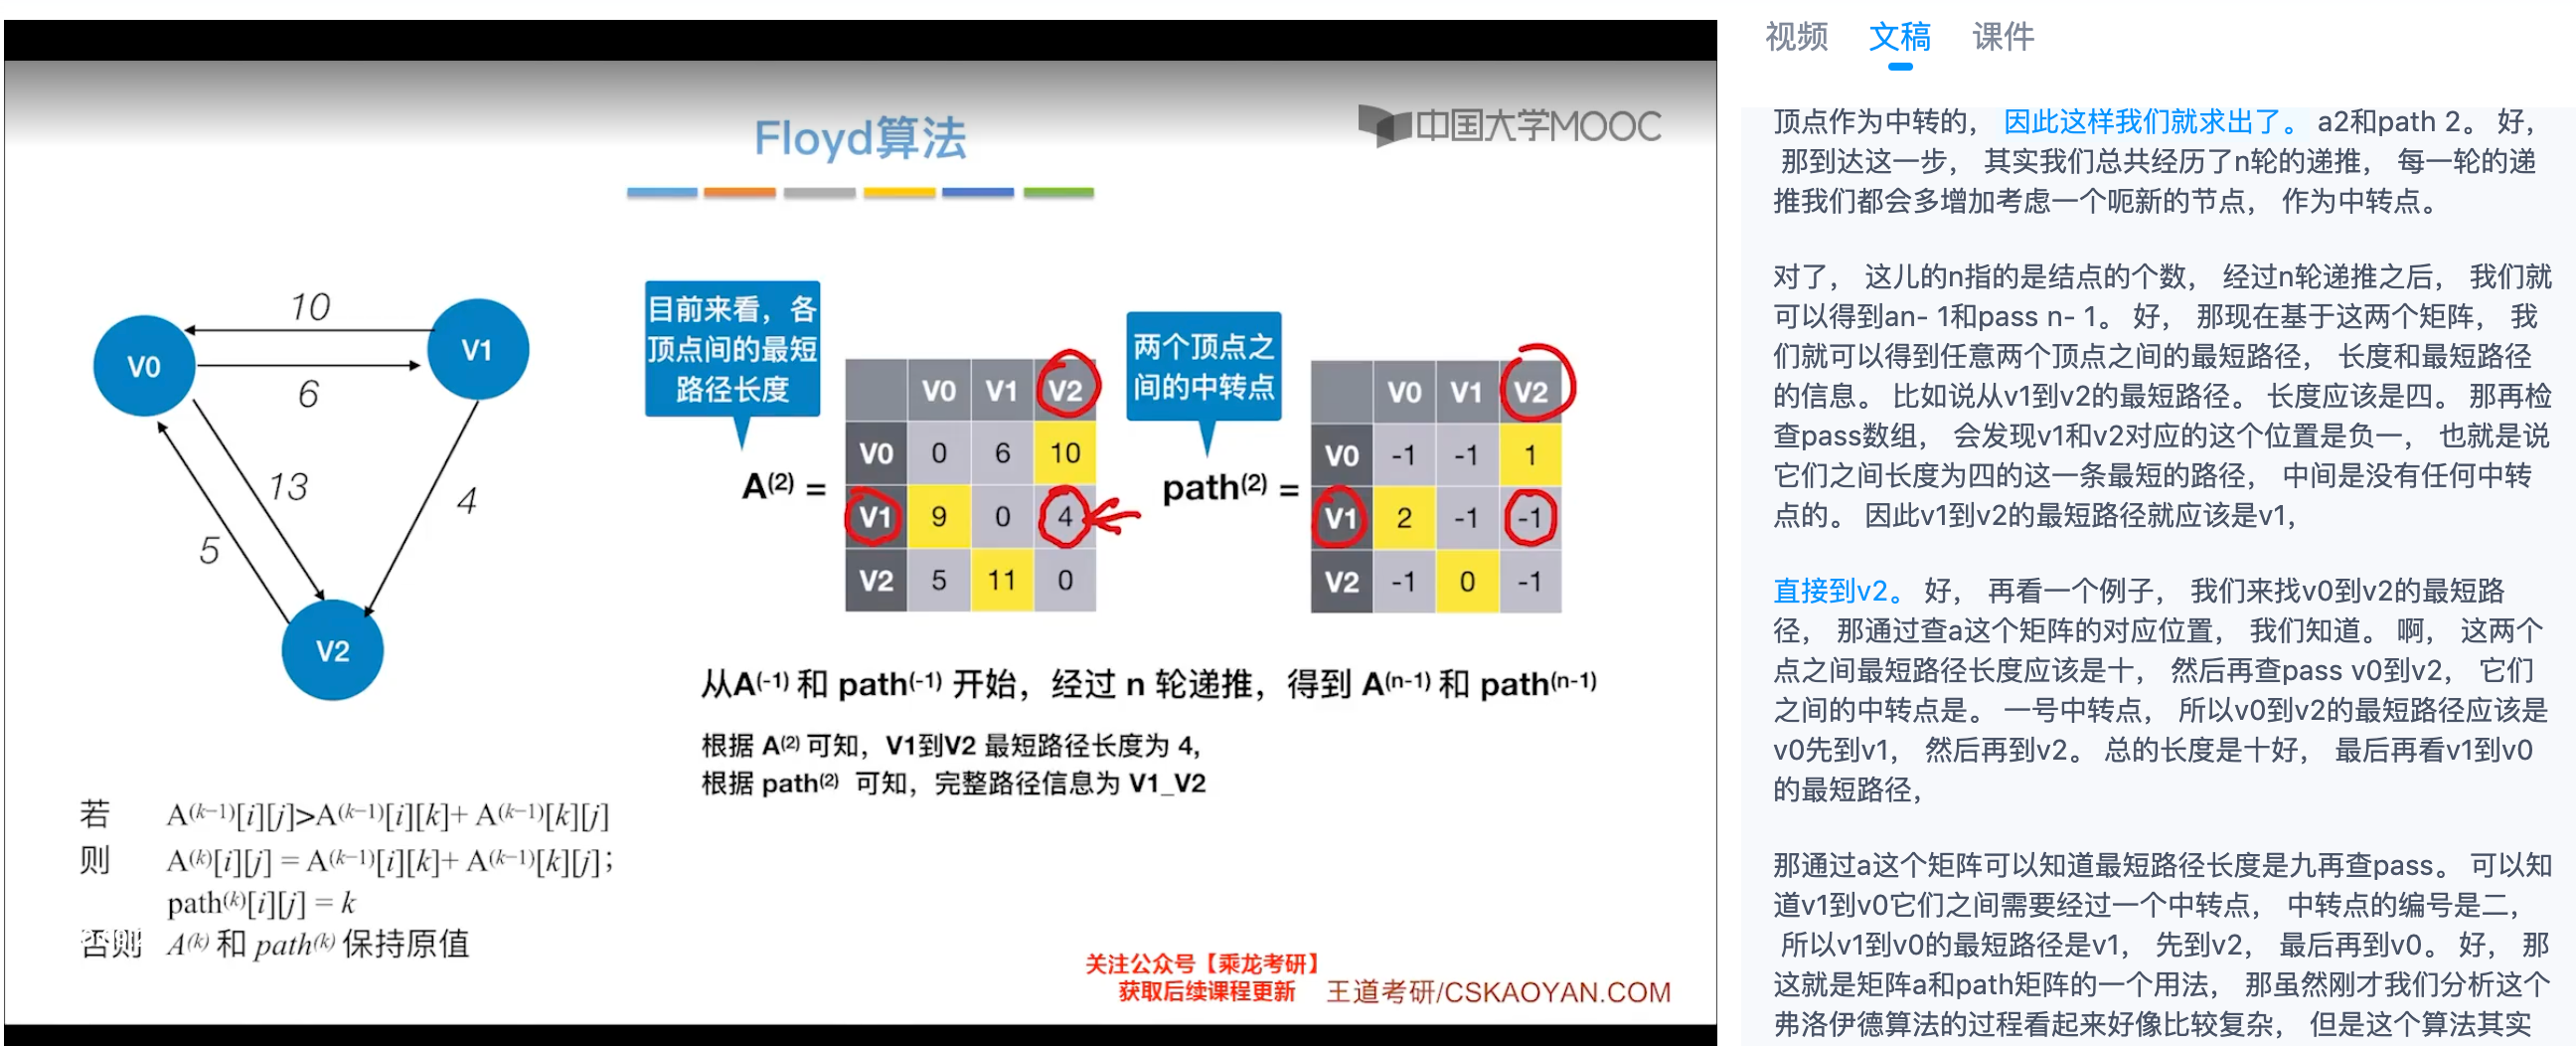 Floyd算法
中国大学MOOC
10
V0
V1
6
13
4
5
V2
目前来看，各
顶点间的最短
路径长度
A(2) =
V0 V1 V2
V0 0 6 10
V1 9 0 4
V2 5 11 0
两个顶点之
间的中转点
path(2) =
V0 V1 V2
V0 -1 -1 1
V1 2 -1 -1
V2 -1 0 -1
从A(-1) 和 path(-1) 开始，经过 n 轮递推，得到 A(n-1) 和 path(n-1)
根据 A(2) 可知，V1到V2 最短路径长度为 4,
根据 path(2) 可知，完整路径信息为 V1_V2
若 A(k−1)[i][j]>A(k−1)[i][k]+ A(k−1)[k][j]
则 A(k)[i][j] = A(k−1)[i][k]+ A(k−1)[k][j];
path(k)[i][j] = k
否则 A(k) 和 path(k) 保持原值
关注公众号【乘龙考研】
获取后续课程更新
王道考研/CSKAOYAN.COM
视频 文稿 课件
顶点作为中转的， 因此这样我们就求出了。 a2和path 2。 好，
那到达这一步， 其实我们总共经历了n轮的递推， 每一轮的递
推我们都会多增加考虑一个呃新的节点， 作为中转点。
对了， 这儿的n指的是结点的个数， 经过n轮递推之后， 我们就
可以得到an- 1和pass n- 1。 好， 那现在基于这两个矩阵， 我
们就可以得到任意两个顶点之间的最短路径， 长度和最短路径
的信息。 比如说从v1到v2的最短路径。 长度应该是四。 那再检
查pass数组， 会发现v1和v2对应的这个位置是负一， 也就是说
它们之间长度为四的这一条最短的路径， 中间是没有任何中转
点的。 因此v1到v2的最短路径就应该是v1,
直接到v2。 好， 再看一个例子， 我们来找v0到v2的最短路
径， 那通过查a这个矩阵的对应位置， 我们知道。 啊， 这两个
点之间最短路径长度应该是十， 然后再查pass v0到v2， 它们
之间的中转点是。 一号中转点， 所以v0到v2的最短路径应该是
v0先到v1， 然后再到v2。 总的长度是十好， 最后再看v1到v0
的最短路径，
那通过a这个矩阵可以知道最短路径长度是九再查pass。 可以知
道v1到v0它们之间需要经过一个中转点， 中转点的编号是二，
所以v1到v0的最短路径是v1， 先到v2， 最后再到v0。 好， 那
这就是矩阵a和path矩阵的一个用法， 那虽然刚才我们分析这个
弗洛伊德算法的过程看起来好像比较复杂， 但是这个算法其实